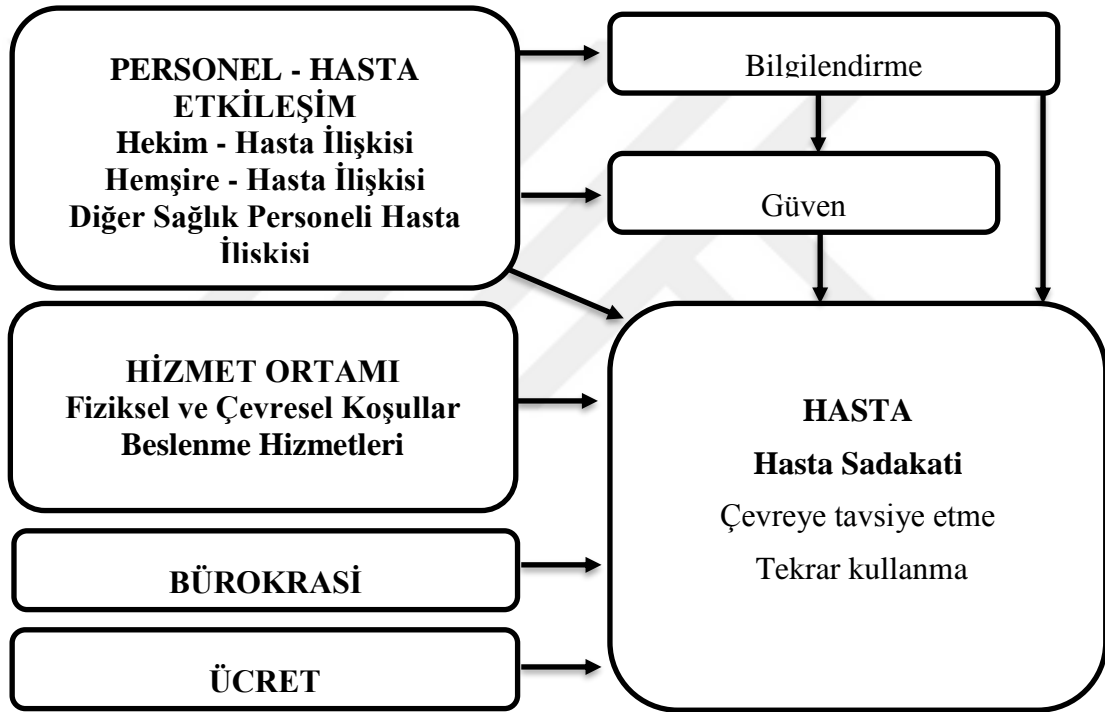 PERSONEL - HASTA
ETKİLEŞİM
Hekim - Hasta İlişkisi
Hemşire - Hasta İlişkisi
Diğer Sağlık Personeli Hasta
İlişkisi
Bilgilendirme
Güven
HİZMET ORTAMI
Fiziksel ve Çevresel Koşullar
Beslenme Hizmetleri
HASTA
Hasta Sadakati
Çevreye tavsiye etme
Tekrar kullanma
BÜROKRASİ
ÜCRET